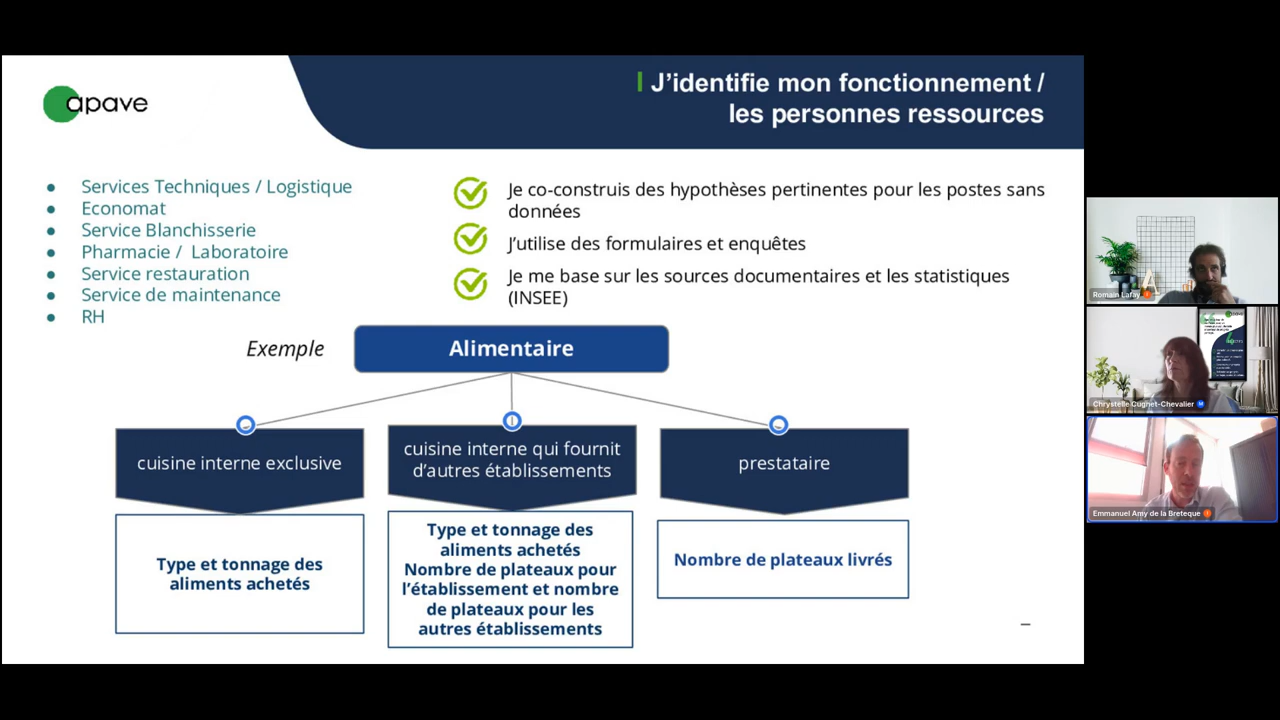 apave
J'identifie mon fonctionnement /
les personnes ressources
● Services Techniques / Logistique
● Economat
● Service Blanchisserie
● Pharmacie / Laboratoire
● Service restauration
● Service de maintenance
● RH
Je co-construis des hypothèses pertinentes pour les postes sans
données
J'utilise des formulaires et enquêtes
Je me base sur les sources documentaires et les statistiques
(INSEE)
Exemple
Alimentaire
cuisine interne exclusive
cuisine interne qui fournit
d'autres établissements
prestataire
Type et tonnage des
aliments achetés
Type et tonnage des
aliments achetés
Nombre de plateaux pour
l'établissement et nombre
de plateaux pour les
autres établissements
Nombre de plateaux livrés
Romain Lafay
Chrystelle Cugnet-Chevalier
Emmanuel Amy de la Breteque